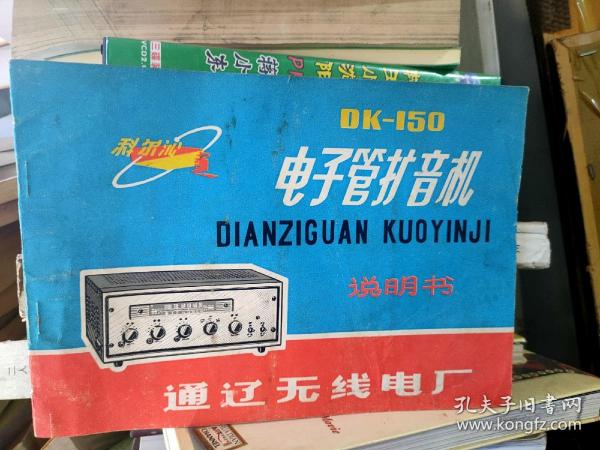 DK-150
科尔沁
电子管扩音机
DIANZIGUAN KUOYINJI
说明书
通辽无线电厂
孔夫子旧书网
www.kongfz.com